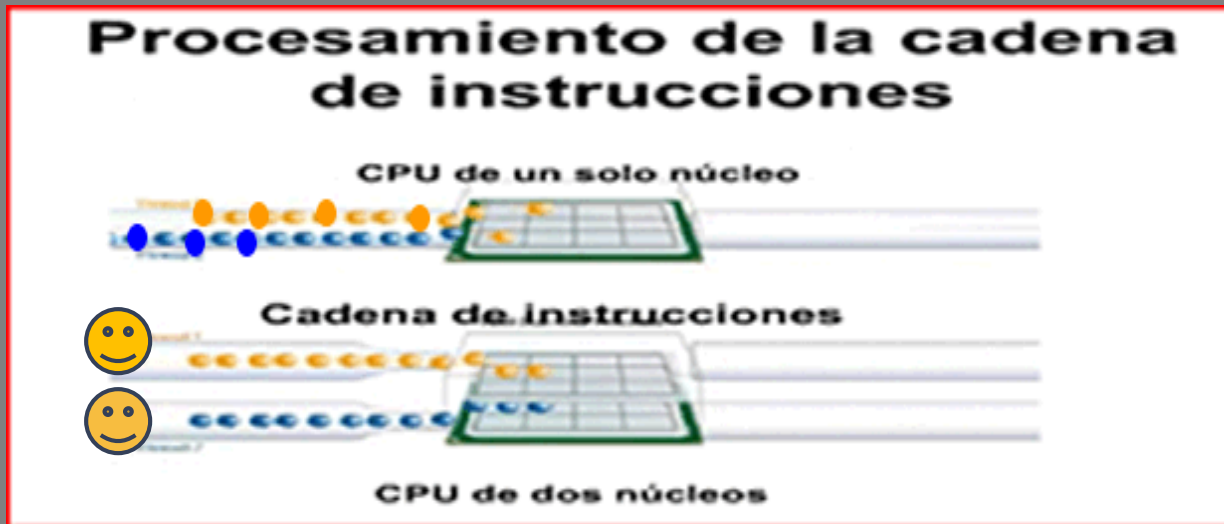 Procesamiento de la cadena
de instrucciones
CPU de un solo núcleo
Cadena de instrucciones
CPU de dos núcleos